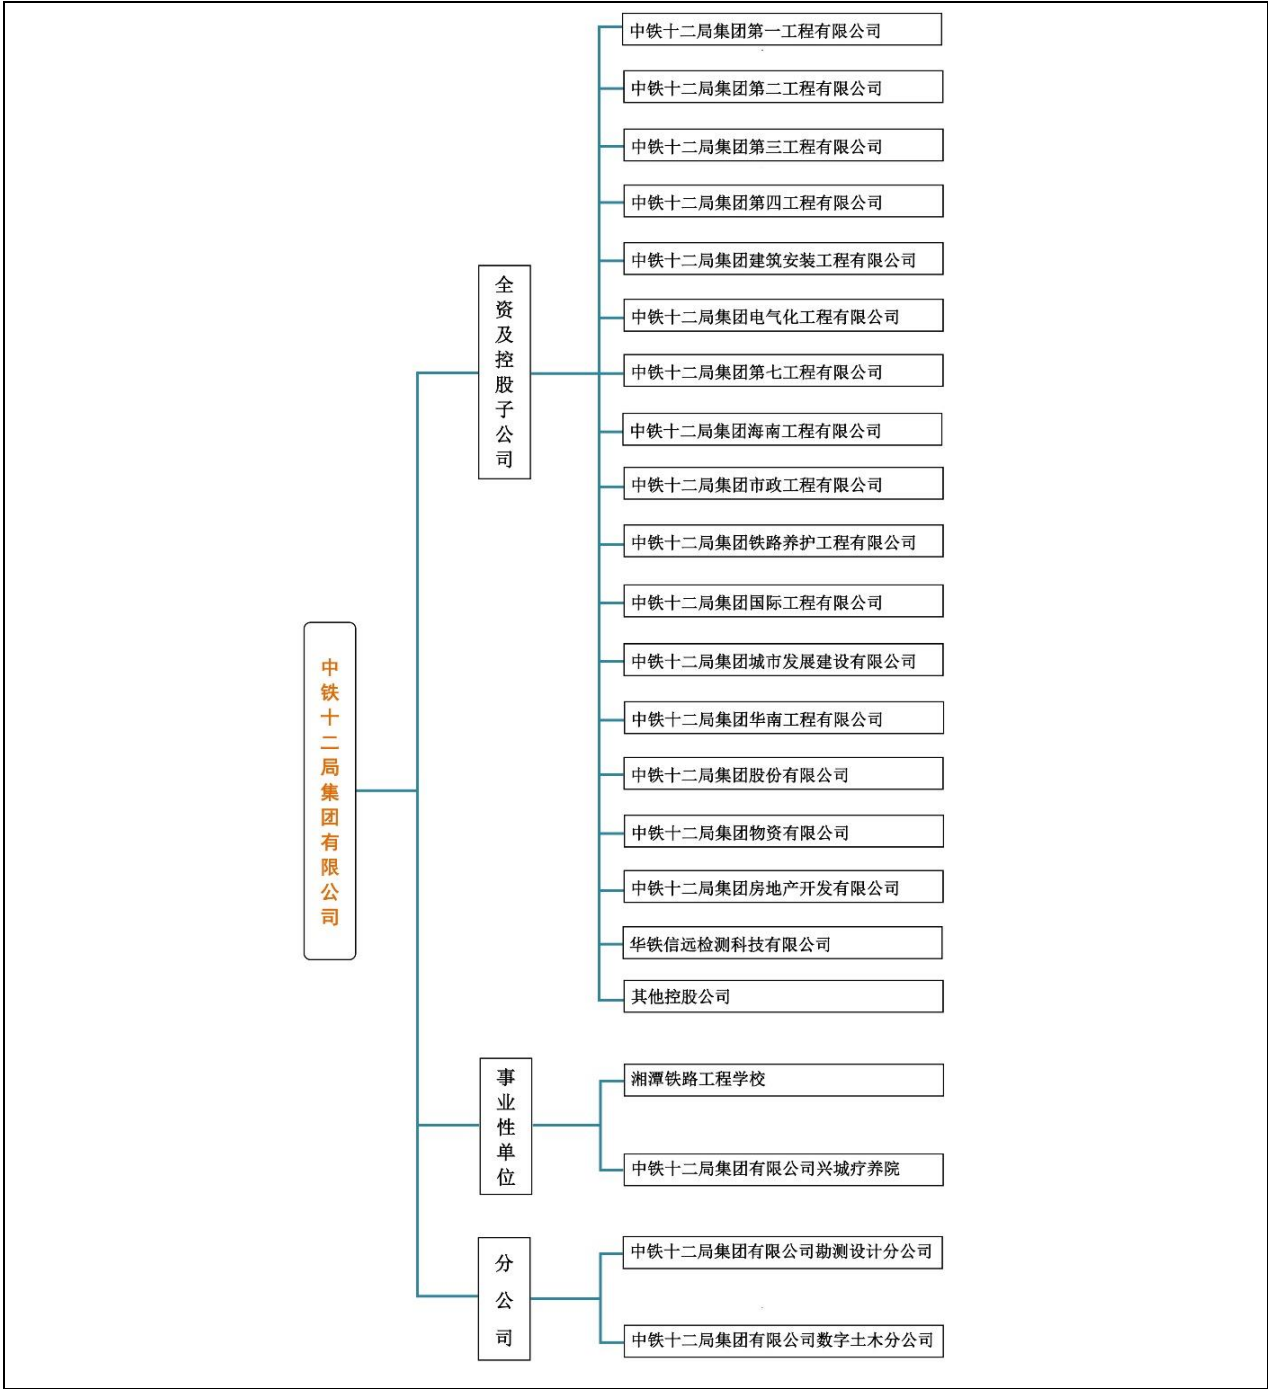 中铁十二局集团有限公司
全资及控股子公司
中铁十二局集团第一工程有限公司
中铁十二局集团第二工程有限公司
中铁十二局集团第三工程有限公司
中铁十二局集团第四工程有限公司
中铁十二局集团建筑安装工程有限公司
中铁十二局集团电气化工程有限公司
中铁十二局集团第七工程有限公司
中铁十二局集团海南工程有限公司
中铁十二局集团市政工程有限公司
中铁十二局集团铁路养护工程有限公司
中铁十二局集团国际工程有限公司
中铁十二局集团城市发展建设有限公司
中铁十二局集团华南工程有限公司
中铁十二局集团股份有限公司
中铁十二局集团物资有限公司
中铁十二局集团房地产开发有限公司
华铁信远检测科技有限公司
其他控股公司
事业性单位
湘潭铁路工程学校
中铁十二局集团有限公司兴城疗养院
分公司
中铁十二局集团有限公司勘测设计分公司
中铁十二局集团有限公司数字土木分公司